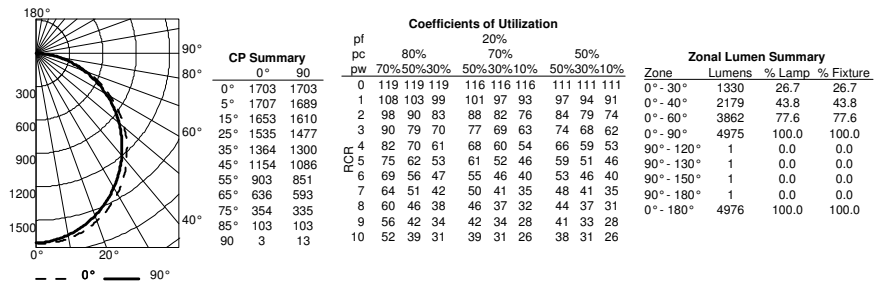 180°
90°
80°
60°
40°
300
600
900
1200
1500
0° 20°
0° 90°
CP Summary
0° 90
0° 1703 1703
5° 1707 1689
15° 1653 1610
25° 1535 1477
35° 1364 1300
45° 1154 1086
55° 903 851
65° 636 593
75° 354 335
85° 103 103
90 3 13
Coefficients of Utilization
pf 20%
pc 80% 70% 50%
pw 70%50%30% 50%30%10% 50%30%10%
RCR
0 119 119 119 116 116 116 111 111 111
1 108 103 99 101 97 93 97 94 91
2 98 90 83 88 82 76 84 79 74
3 90 79 70 77 69 63 74 68 62
4 82 70 61 68 60 54 66 59 53
5 75 62 53 61 52 46 59 51 46
6 69 56 47 55 46 40 53 46 40
7 64 51 42 50 41 35 48 41 35
8 60 46 38 46 37 32 44 37 31
9 56 42 34 42 34 28 41 33 28
10 52 39 31 39 31 26 38 31 26
Zonal Lumen Summary
Zone Lumens % Lamp % Fixture
0° - 30° 1330 26.7 26.7
0° - 40° 2179 43.8 43.8
0° - 60° 3862 77.6 77.6
0° - 90° 4975 100.0 100.0
90° - 120° 1 0.0 0.0
90° - 130° 1 0.0 0.0
90° - 150° 1 0.0 0.0
90° - 180° 1 0.0 0.0
0° - 180° 4976 100.0 100.0